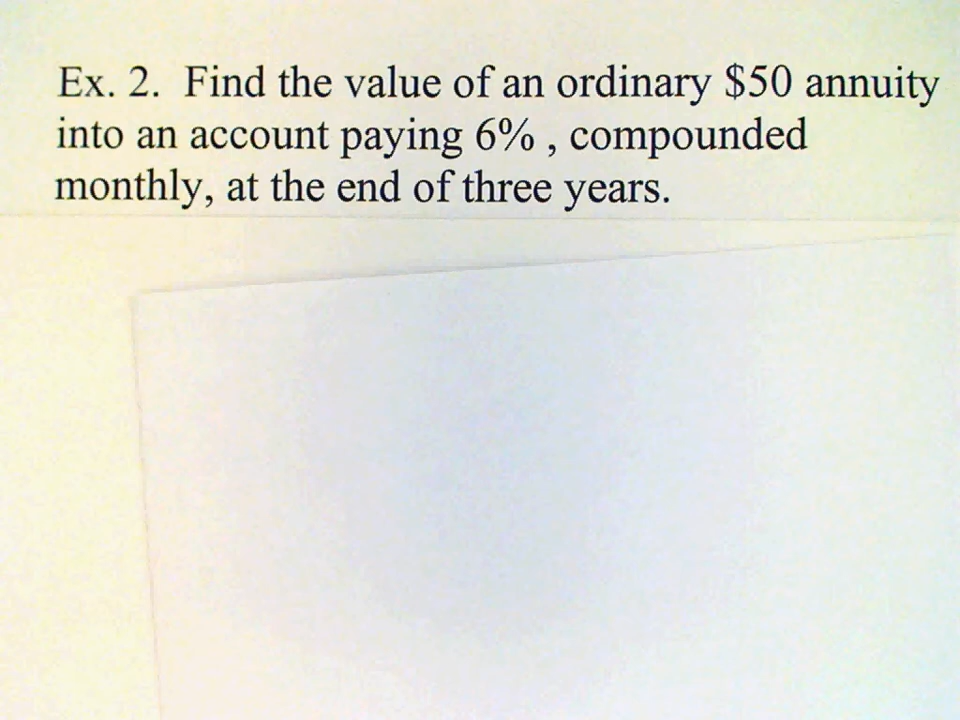 Ex. 2.  Find the value of an ordinary $50 annuity
into an account paying 6% , compounded
monthly, at the end of three years.